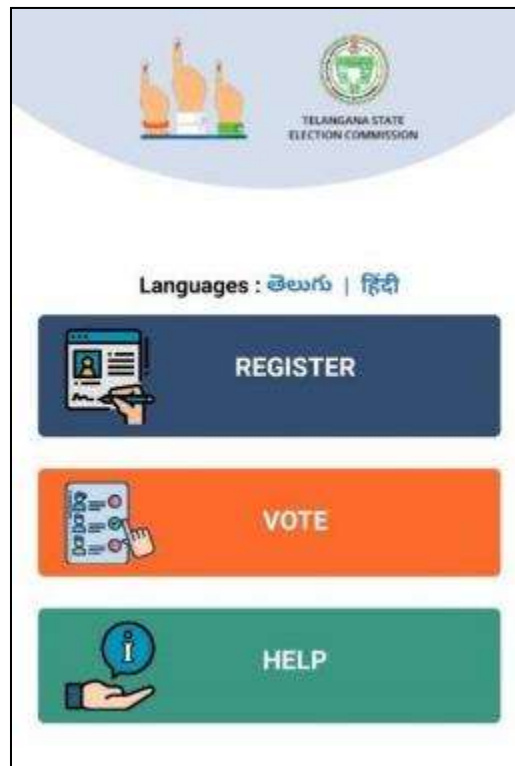 TELANGANA STATE
ELECTION COMMISSION
Languages : తెలుగు | हिंदी
REGISTER
VOTE
i
HELP